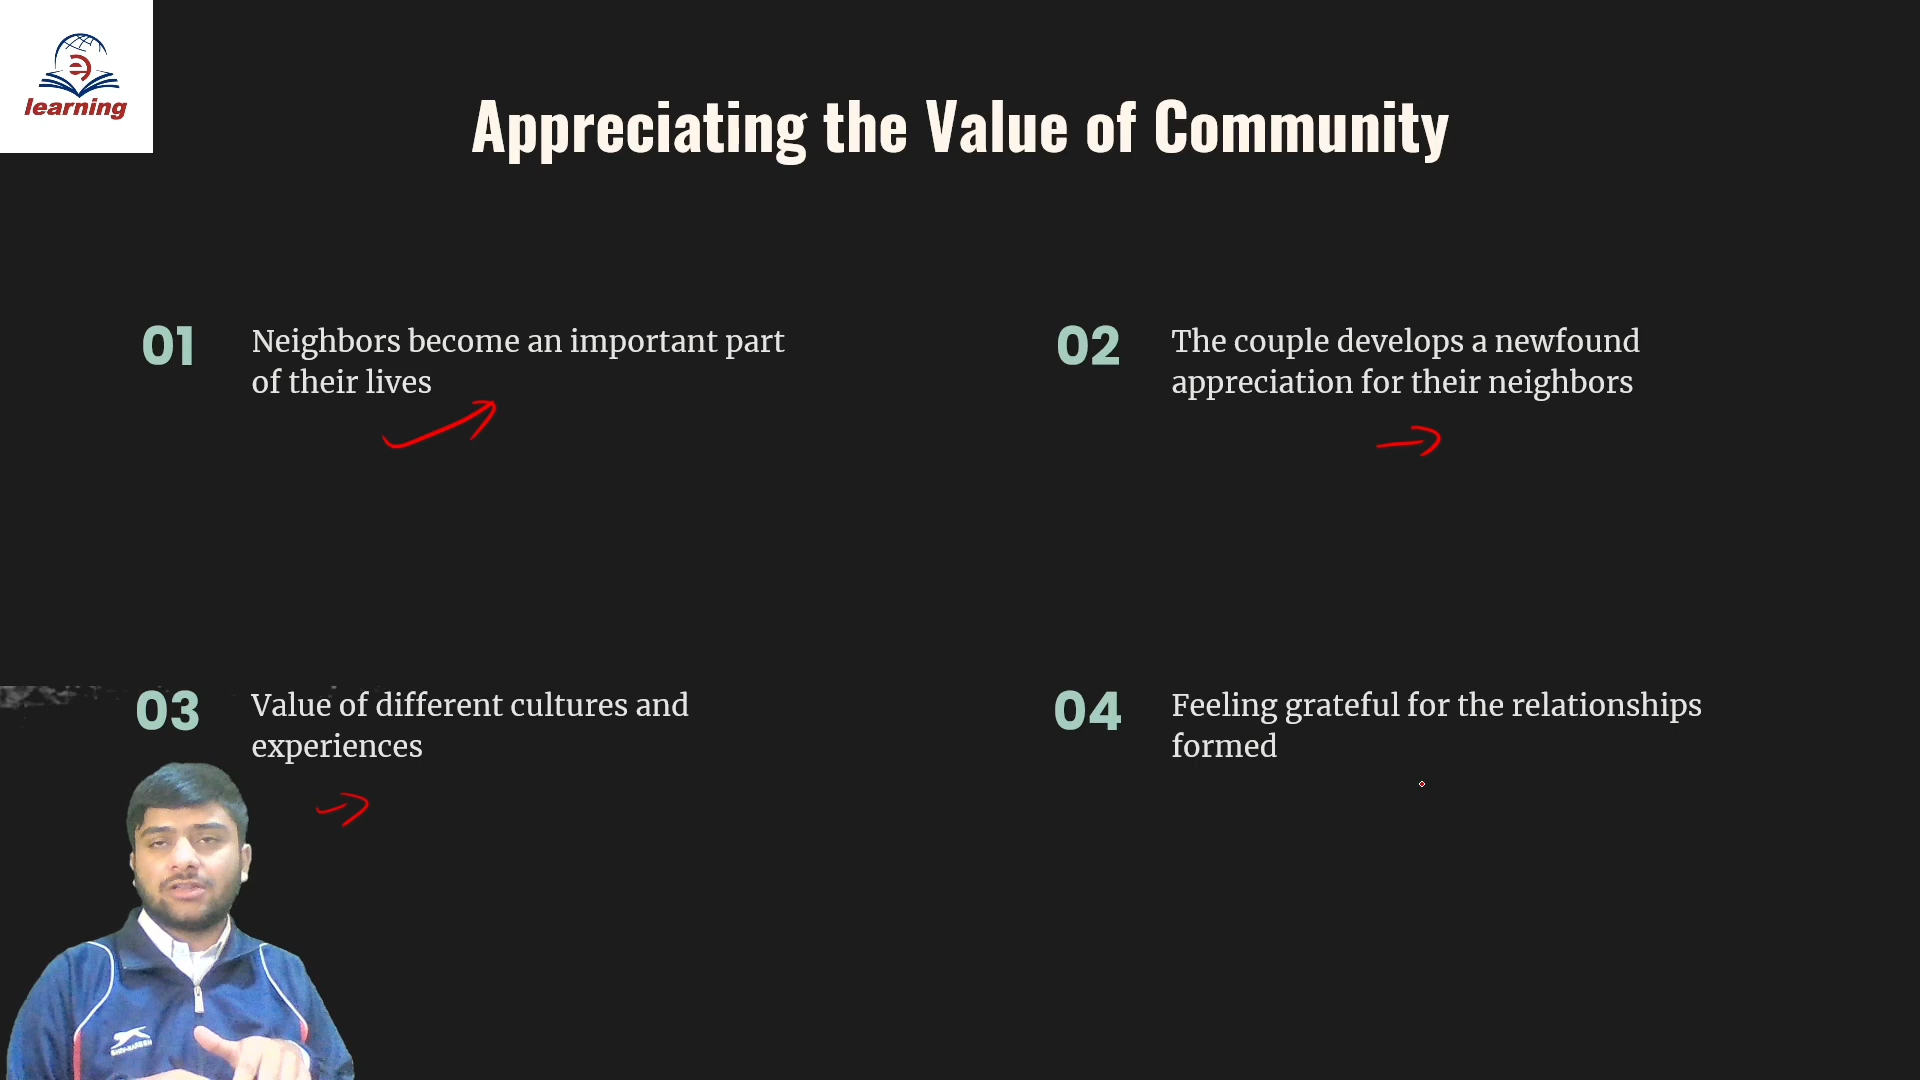 learning
Appreciating the Value of Community
01
Neighbors become an important part
of their lives
02
The couple develops a newfound
appreciation for their neighbors
03
Value of different cultures and
experiences
04
Feeling grateful for the relationships
formed